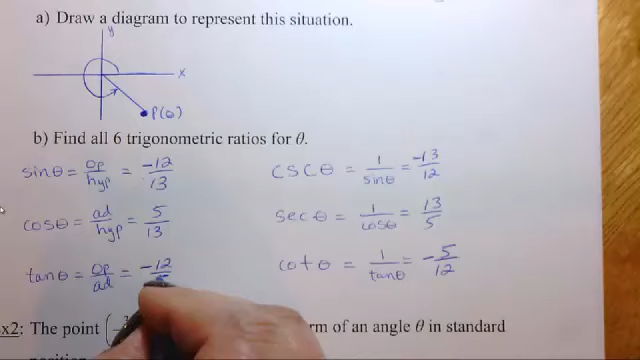 a) Draw a diagram to represent this situation.
y
x
P(θ)
b) Find all 6 trigonometric ratios for θ.
sinθ = op/hyp = -12/13
cscθ = 1/sinθ = -13/12
cosθ = ad/hyp = 5/13
secθ = 1/cosθ = 13/5
tanθ = op/ad = -12/5
cotθ = 1/tanθ = -5/12
x2: The point (- rm of an angle θ in standard